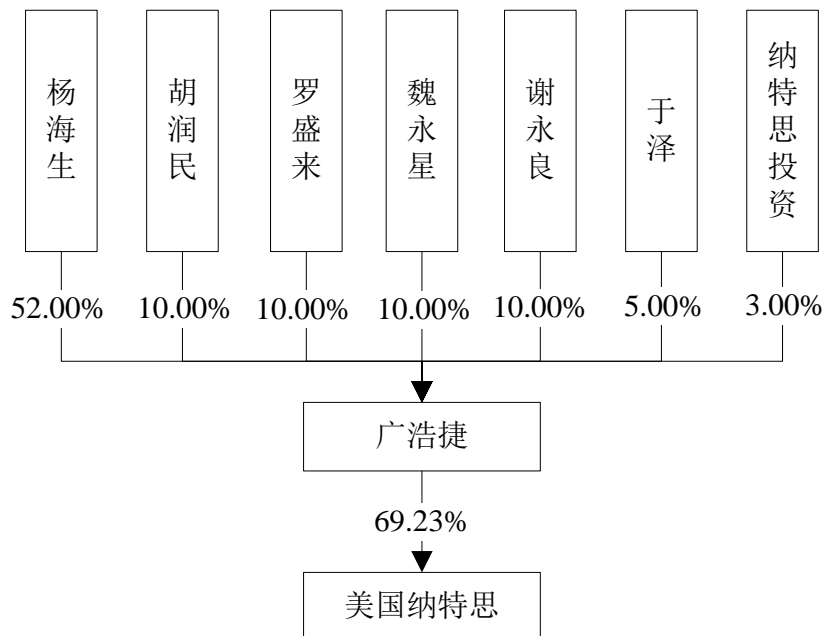 杨海生
胡润民
罗盛来
魏永星
谢永良
于泽
纳特思投资
52.00%
10.00%
10.00%
10.00%
10.00%
5.00%
3.00%
广浩捷
69.23%
美国纳特思